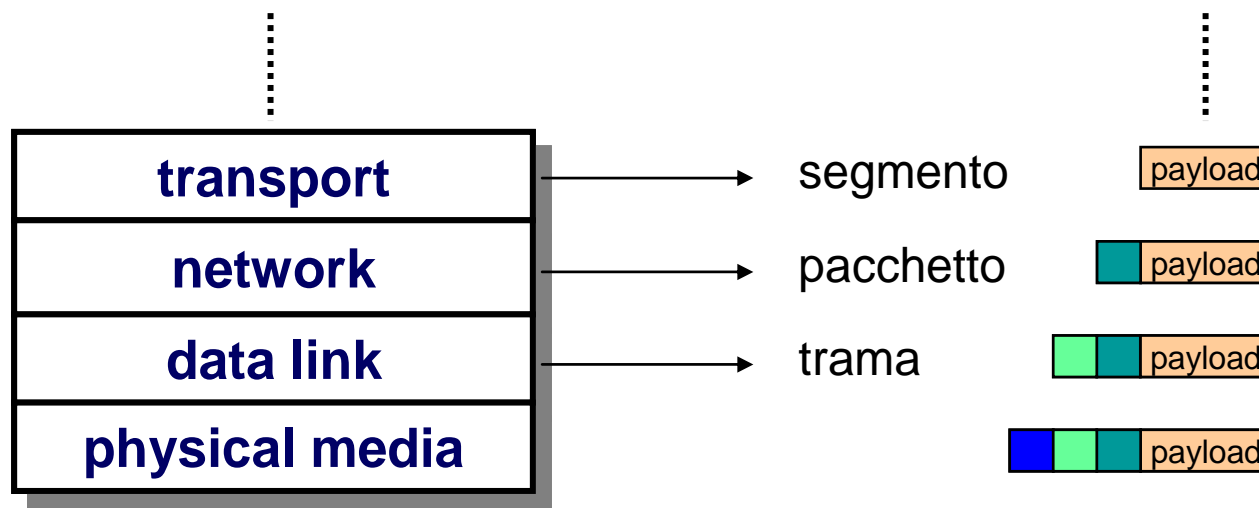 transport segmento payload
network pacchetto payload
data link trama payload
physical media payload